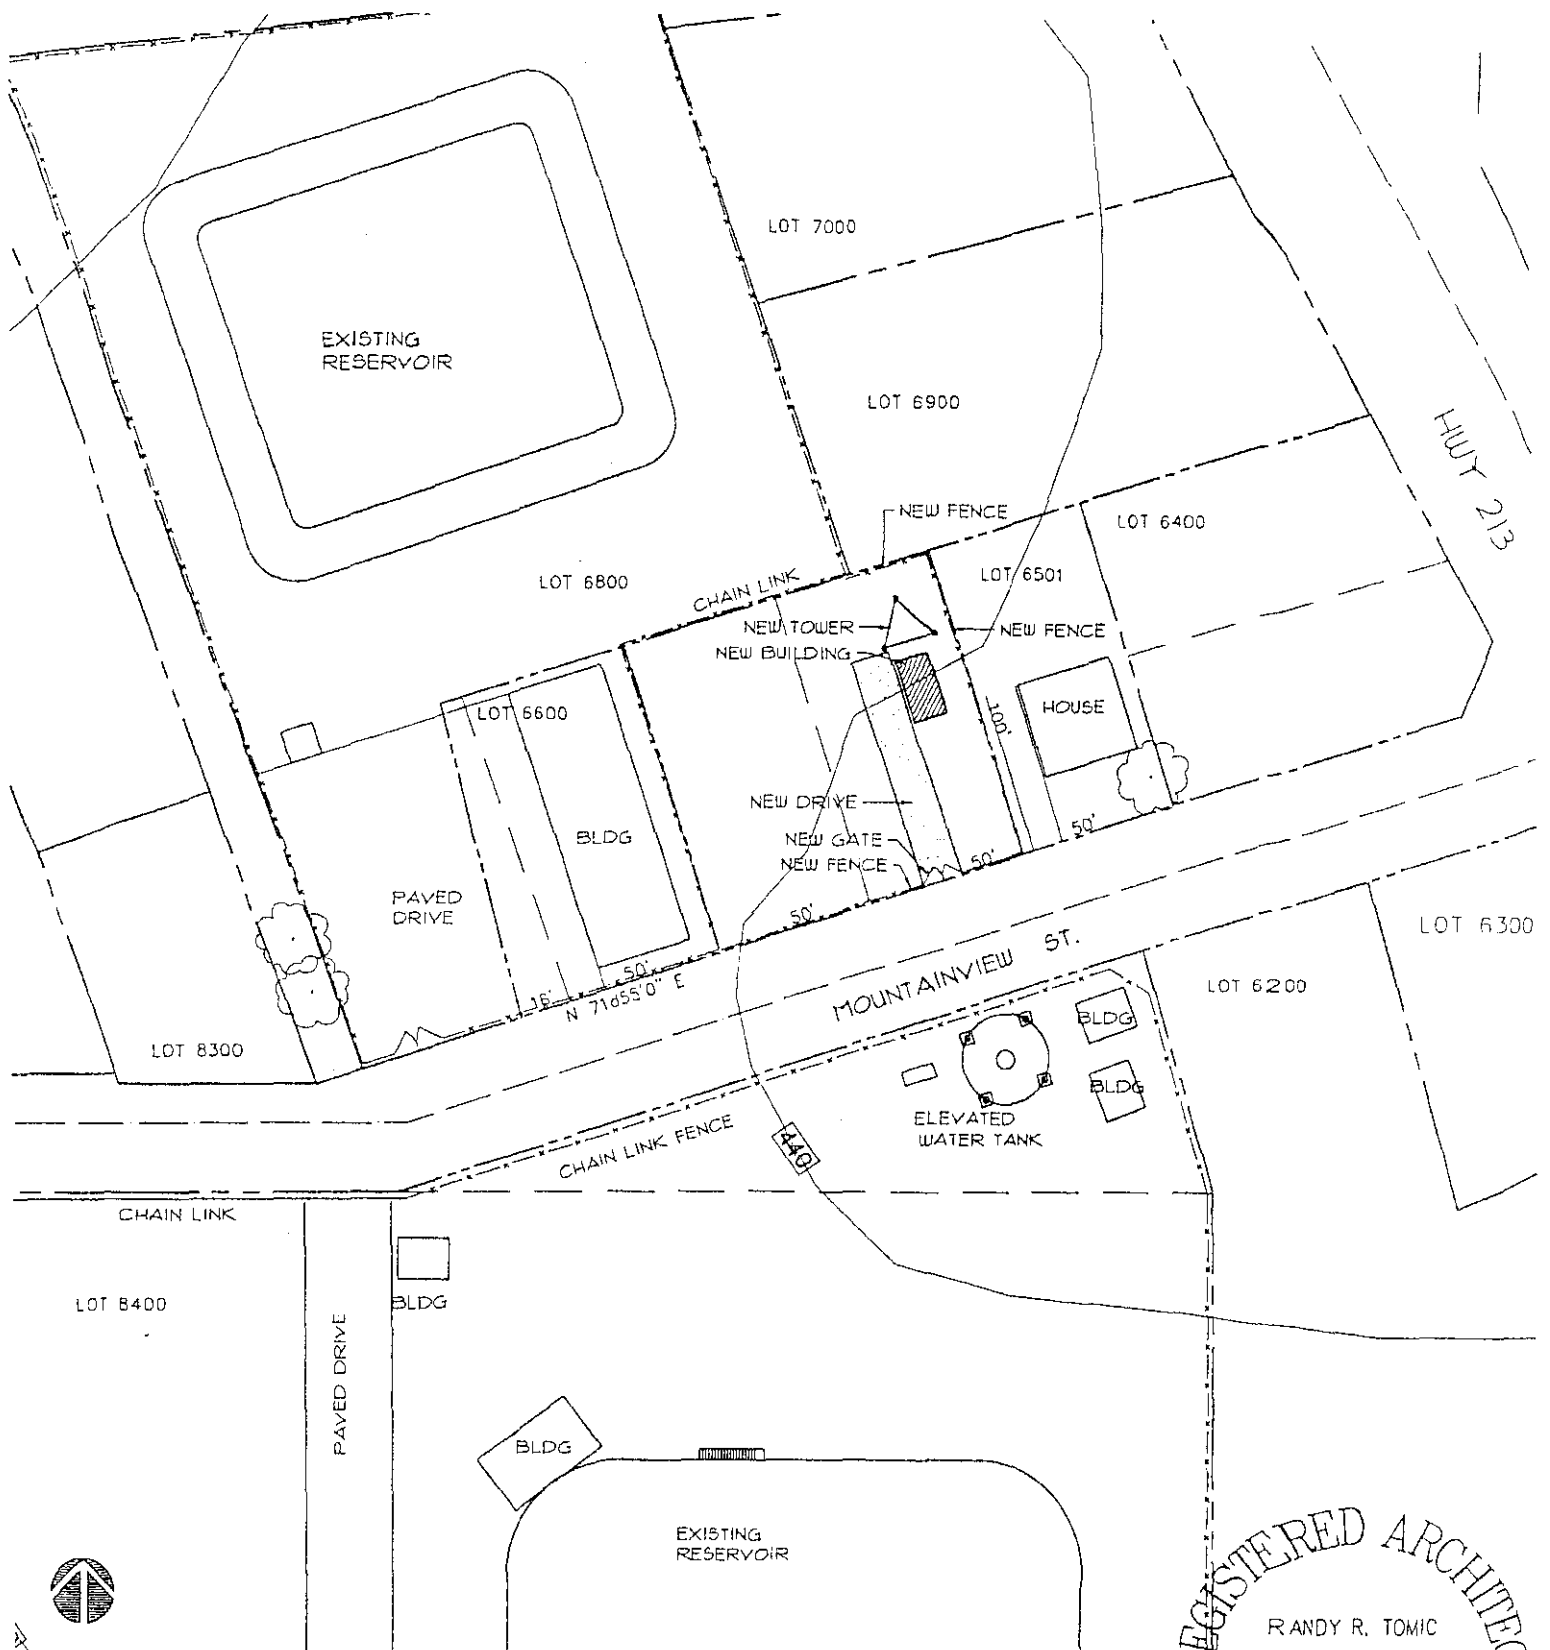 LOT 7000
EXISTING
RESERVOIR
LOT 6900
HWY 213
NEW FENCE
LOT 6400
LOT 6800
CHAIN LINK
LOT 6501
NEW TOWER
NEW FENCE
NEW BUILDING
LOT 6600
100'
HOUSE
NEW DRIVE
BLDG
NEW GATE
50'
NEW FENCE
50'
PAVED
DRIVE
50'
LOT 6300
50'
16'
N 71d55'0" E
MOUNTAINVIEW ST.
LOT 6200
BLDG
LOT 8300
BLDG
ELEVATED
WATER TANK
CHAIN LINK FENCE
440
CHAIN LINK
LOT 8400
BLDG
PAVED DRIVE
BLDG
EXISTING
RESERVOIR
RANDY R. TOMIC